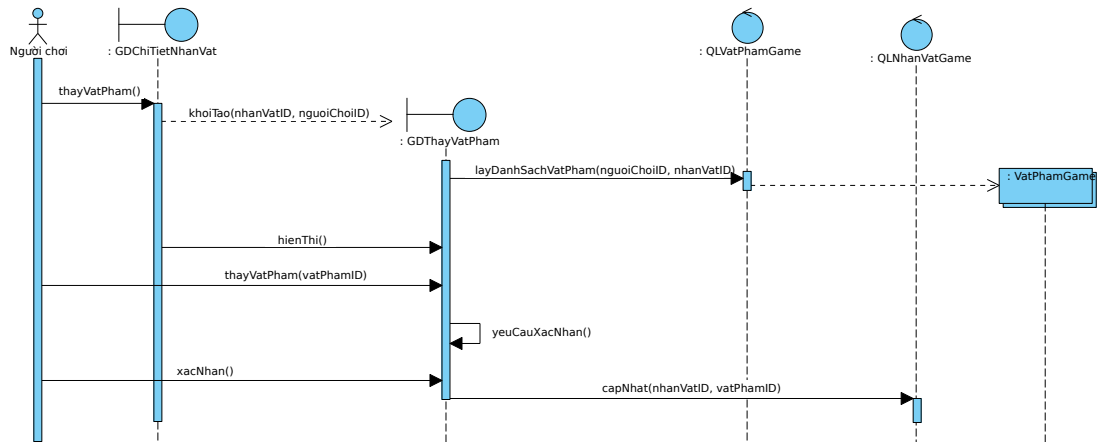 Người chơi
: GDChiTietNhanVat
: QLVatPhamGame
: QLNhanVatGame
thayVatPham()
khoiTao(nhanVatID, nguoiChoiID)
: GDThayVatPham
layDanhSachVatPham(nguoiChoiID, nhanVatID)
: VatPhamGame
hienThi()
thayVatPham(vatPhamID)
yeuCauXacNhan()
xacNhan()
capNhat(nhanVatID, vatPhamID)